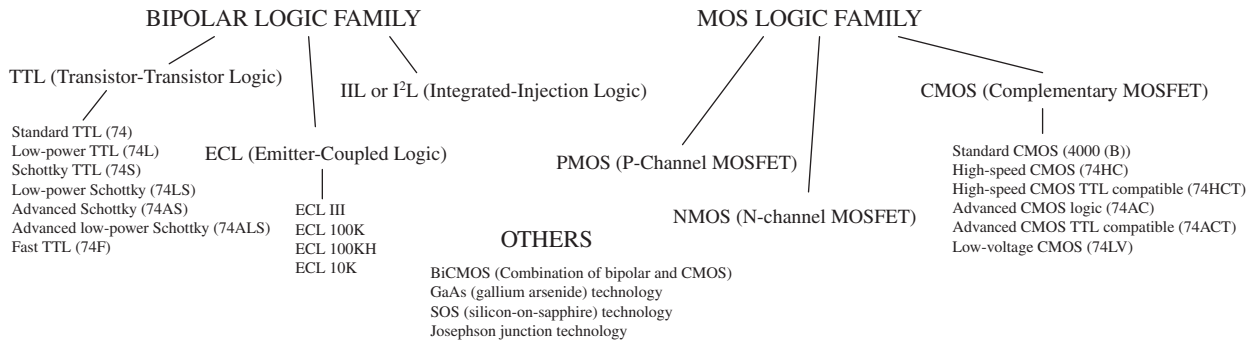 BIPOLAR LOGIC FAMILY
TTL (Transistor-Transistor Logic)
Standard TTL (74)
Low-power TTL (74L)
Schottky TTL (74S)
Low-power Schottky (74LS)
Advanced Schottky (74AS)
Advanced low-power Schottky (74ALS)
Fast TTL (74F)
ECL (Emitter-Coupled Logic)
ECL III
ECL 100K
ECL 100KH
ECL 10K
IIL or I²L (Integrated-Injection Logic)
MOS LOGIC FAMILY
PMOS (P-Channel MOSFET)
NMOS (N-channel MOSFET)
CMOS (Complementary MOSFET)
Standard CMOS (4000 (B))
High-speed CMOS (74HC)
High-speed CMOS TTL compatible (74HCT)
Advanced CMOS logic (74AC)
Advanced CMOS TTL compatible (74ACT)
Low-voltage CMOS (74LV)
OTHERS
BiCMOS (Combination of bipolar and CMOS)
GaAs (gallium arsenide) technology
SOS (silicon-on-sapphire) technology
Josephson junction technology